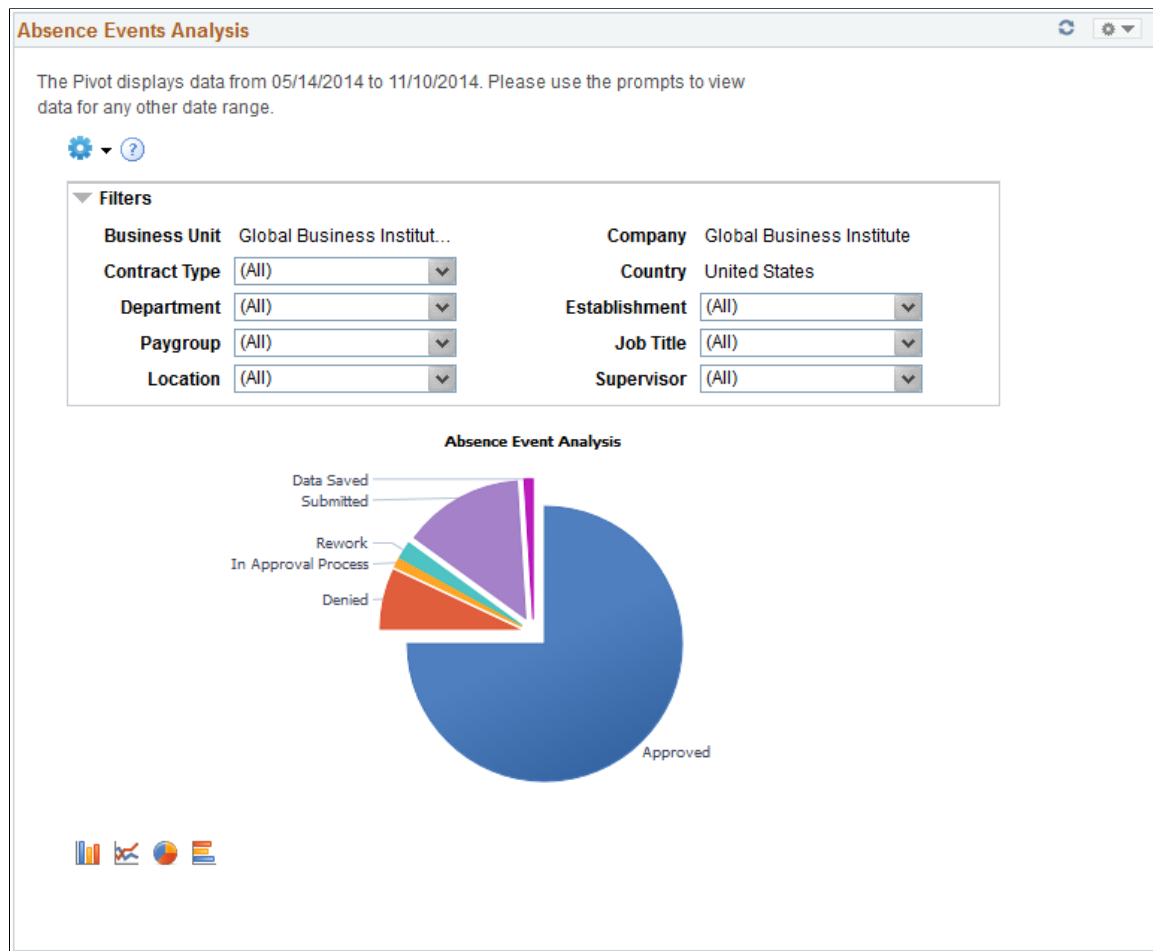 Absence Events Analysis
The Pivot displays data from 05/14/2014 to 11/10/2014. Please use the prompts to view
data for any other date range.
?
Filters
Business Unit Global Business Institut... Company Global Business Institute
Contract Type (All) Country United States
Department (All) Establishment (All)
Paygroup (All) Job Title (All)
Location (All) Supervisor (All)
Absence Event Analysis
Data Saved
Submitted
Rework
In Approval Process
Denied
Approved